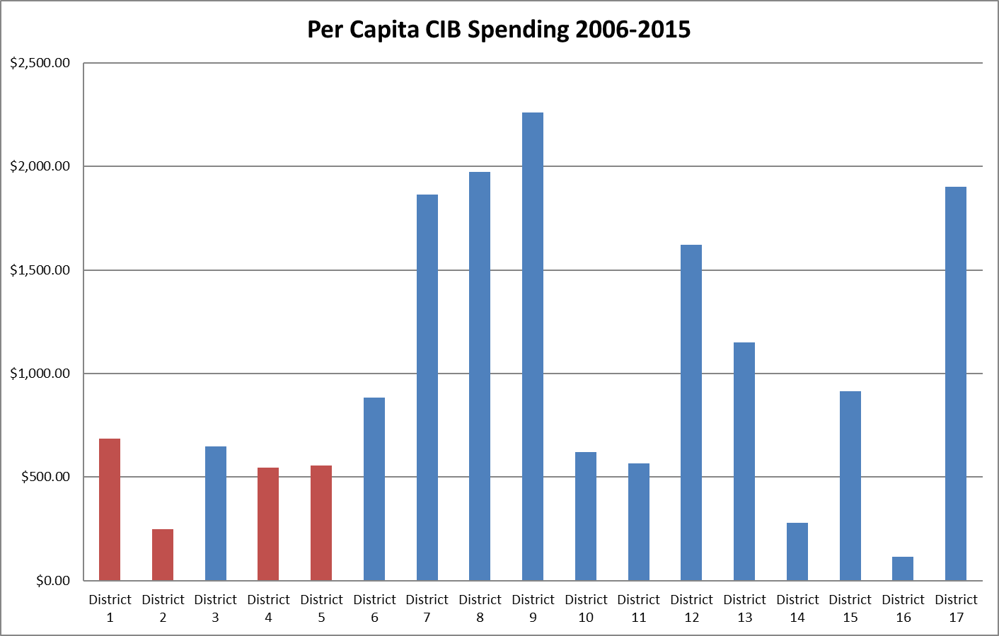 Per Capita CIB Spending 2006-2015
$2,500.00
$2,000.00
$1,500.00
$1,000.00
$500.00
$0.00
District 1
District 2
District 3
District 4
District 5
District 6
District 7
District 8
District 9
District 10
District 11
District 12
District 13
District 14
District 15
District 16
District 17